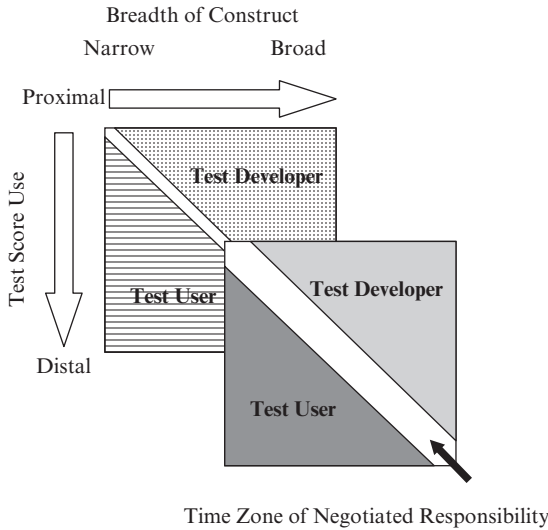 Breadth of Construct
Narrow Broad
Proximal
Test Developer
Test Score Use
Test User
Test Developer
Distal
Test User
Time Zone of Negotiated Responsibility